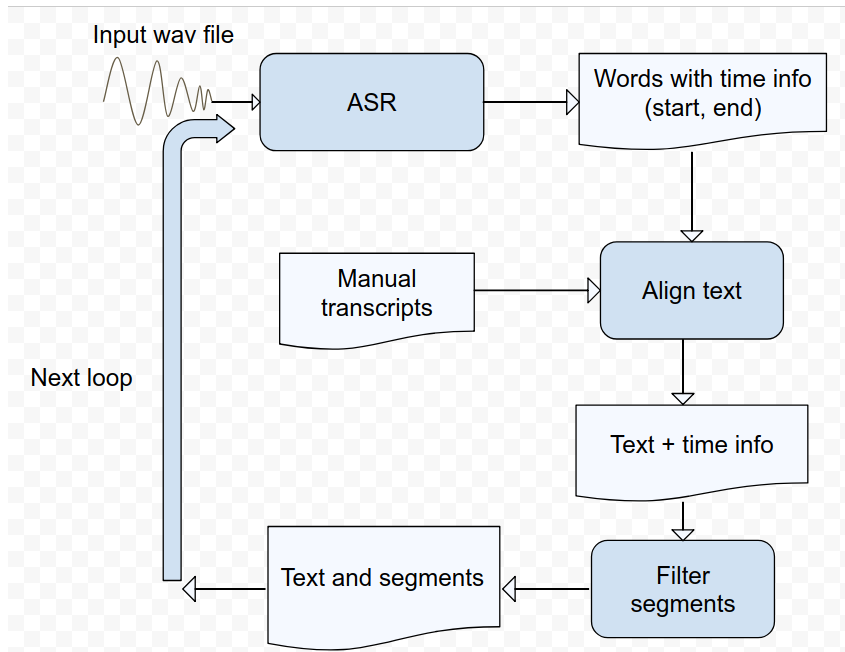 Input wav file
ASR
Words with time info
(start, end)
Manual
transcripts
Align text
Next loop
Text + time info
Text and segments
Filter
segments